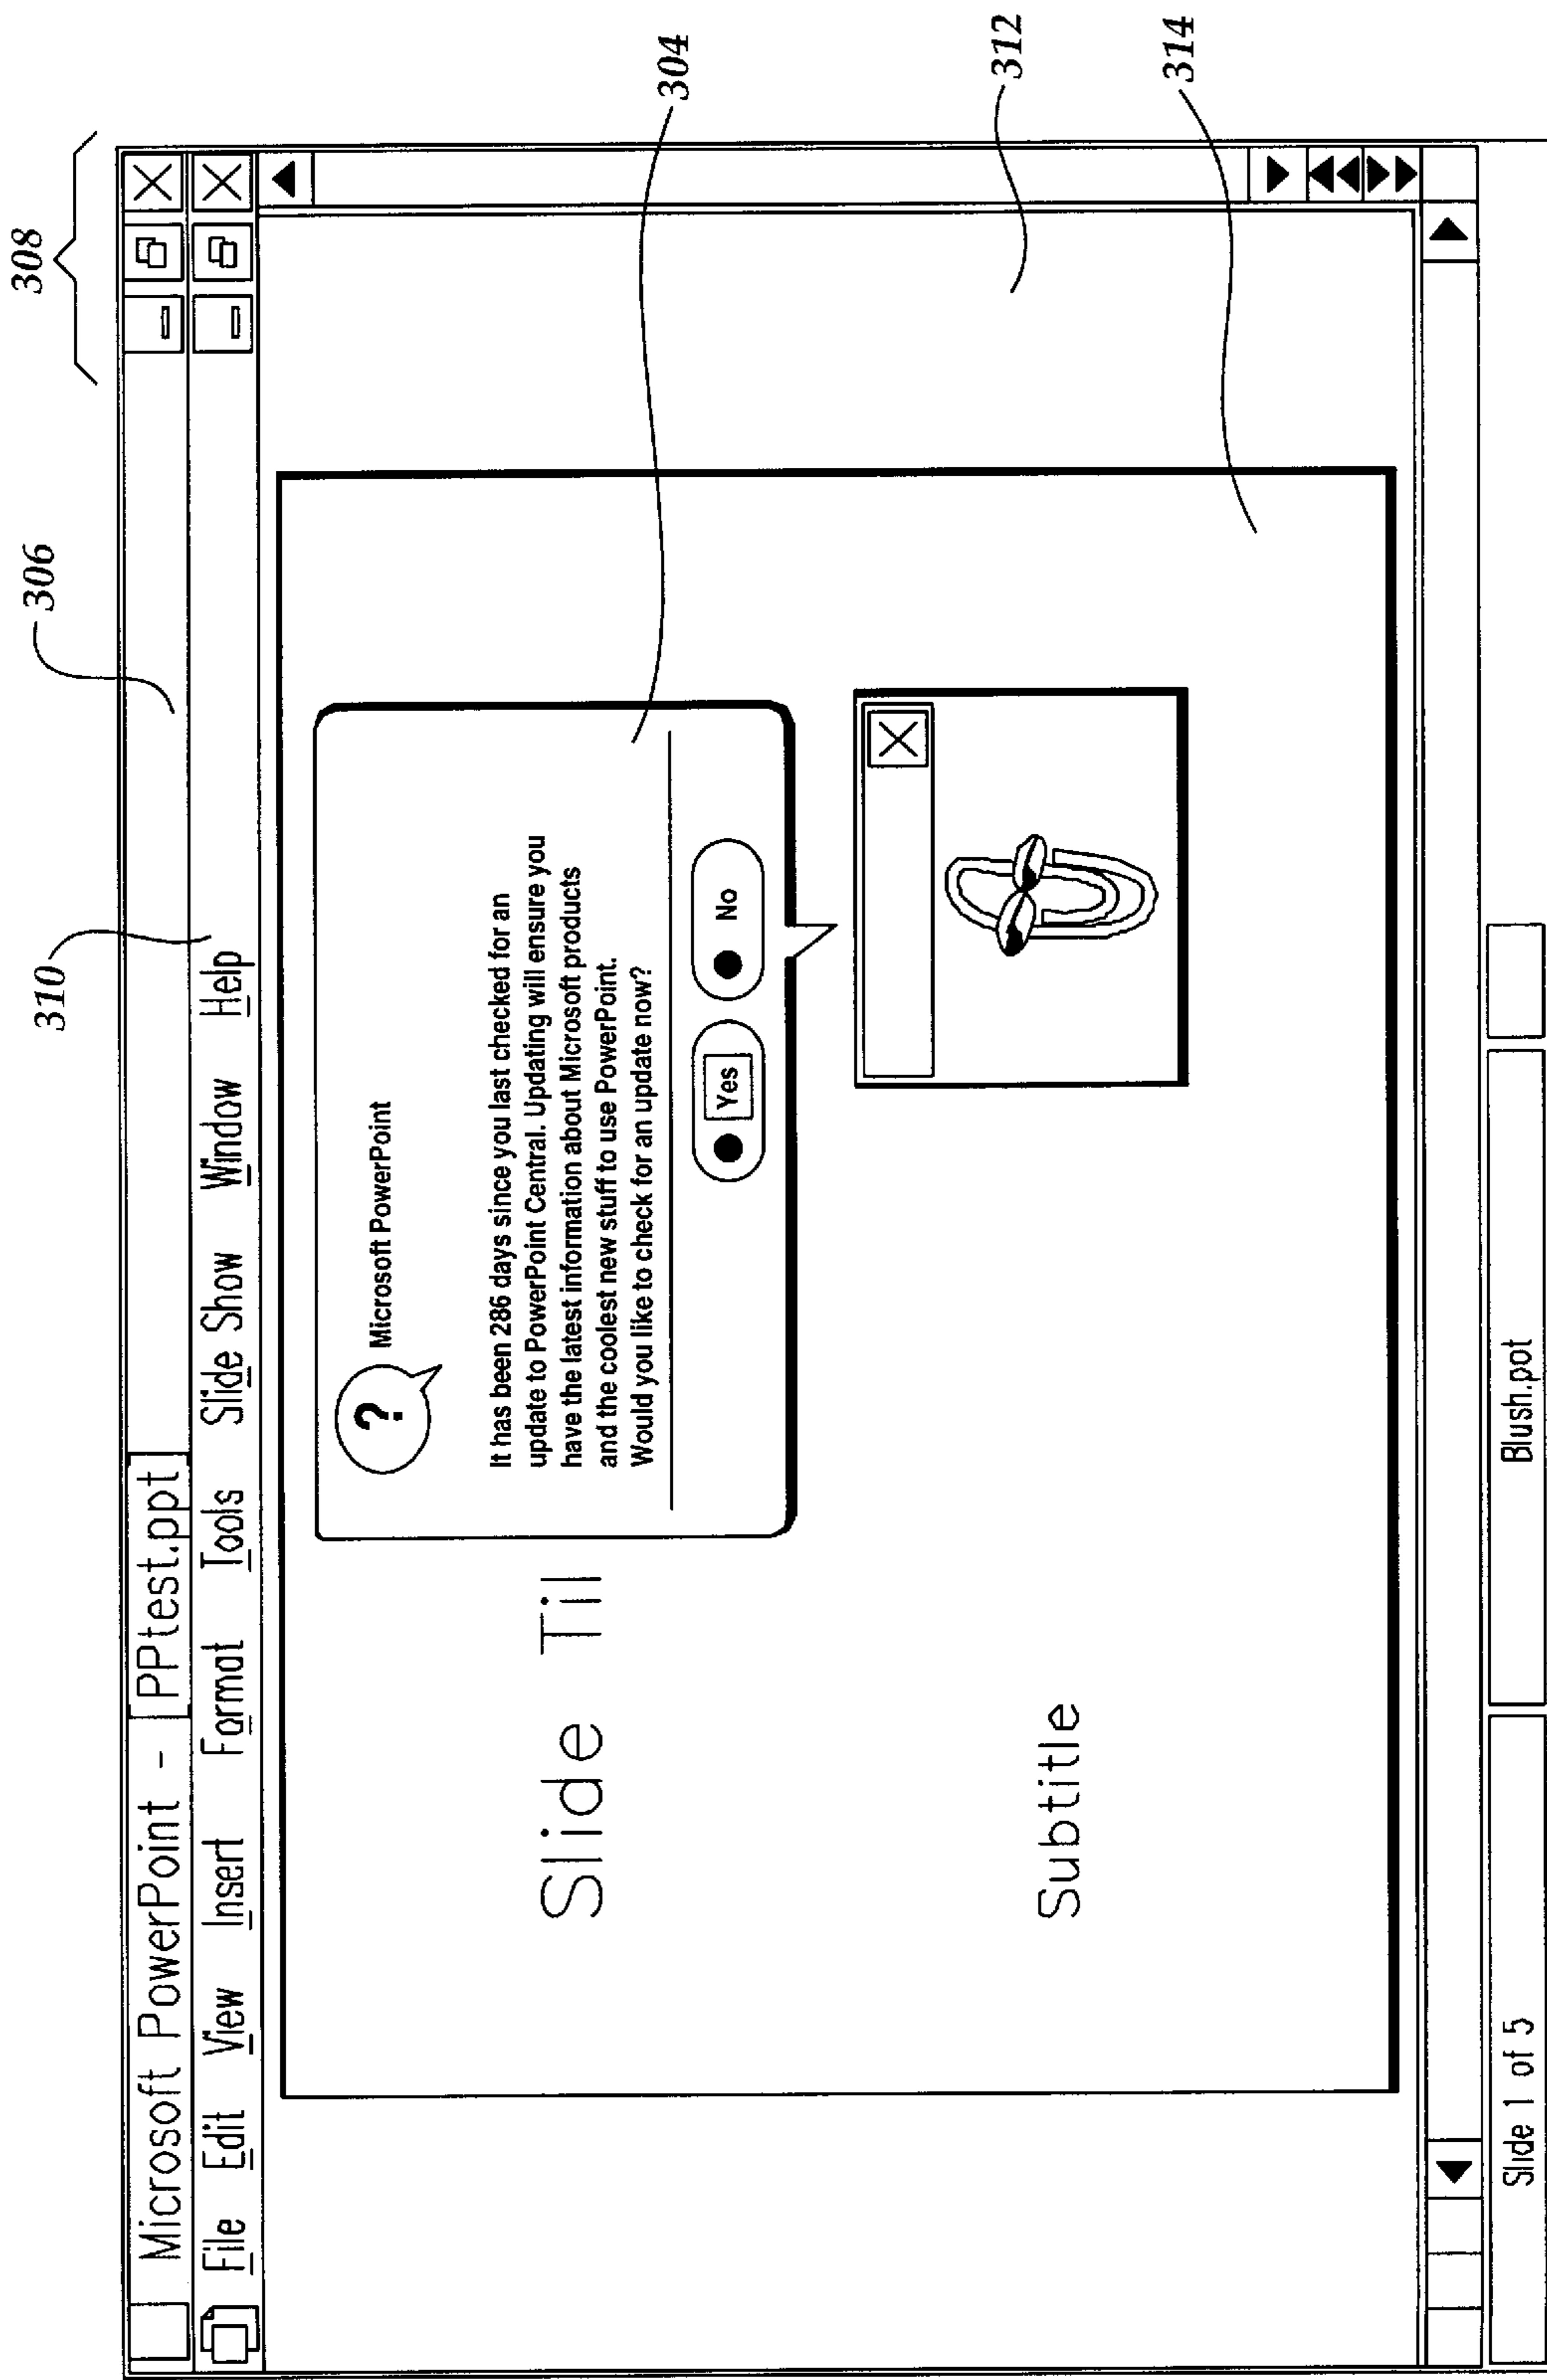 308
306
310
Microsoft PowerPoint - [PPtest.ppt]
File Edit View Insert Format Tools Slide Show Window Help
?
Microsoft PowerPoint
It has been 286 days since you last checked for an
update to PowerPoint Central. Updating will ensure you
have the latest information about Microsoft products
and the coolest new stuff to use PowerPoint.
Would you like to check for an update now?
Yes No
304
Slide Til
Subtitle
312
314
Slide 1 of 5 Blush.pot